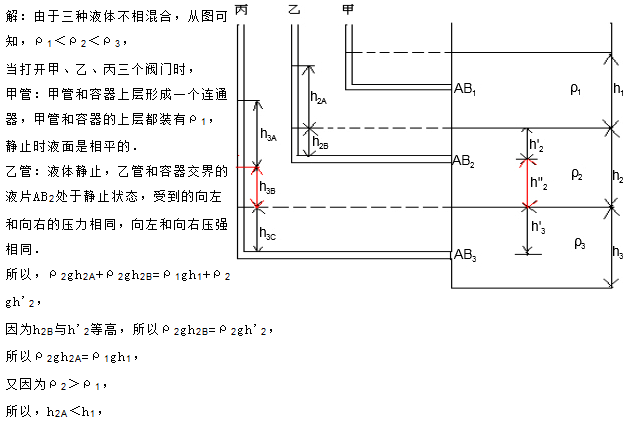 解：由于三种液体不相混合，从图可
知，ρ1＜ρ2＜ρ3，
当打开甲、乙、丙三个阀门时，
甲管：甲管和容器上层形成一个连通
器，甲管和容器的上层都装有ρ1，
静止时液面是相平的．
乙管：液体静止，乙管和容器交界的
液片AB2处于静止状态，受到的向左
和向右的压力相同，向左和向右压强
相同．
所以，ρ2gh2A+ρ2gh2B=ρ1gh1+ρ2
gh'2，
因为h2B与h'2等高，所以ρ2gh2B=ρ2gh'2，
所以ρ2gh2A=ρ1gh1，
又因为ρ2＞ρ1，
所以，h2A＜h1，
丙 乙 甲
h3A
h3B
h3C
h2A
h2B
AB1
AB2
AB3
h'2
h"2
h'3
ρ1
ρ2
ρ3
h1
h2
h3